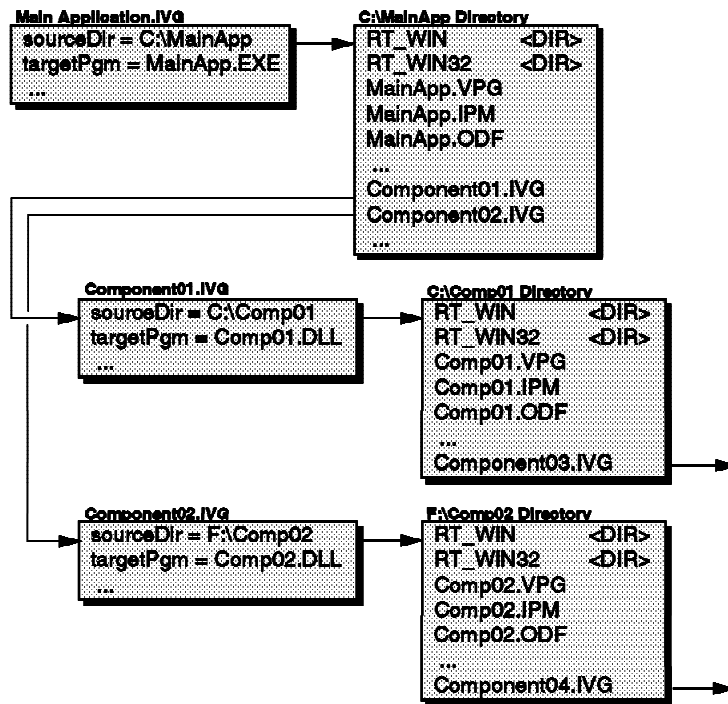 Main Application.IVG
sourceDir = C:\MainApp
targetPgm = MainApp.EXE
...
C:\MainApp Directory
RT_WIN <DIR>
RT_WIN32 <DIR>
MainApp.VPG
MainApp.IPM
MainApp.ODF
...
Component01.IVG
Component02.IVG
...
Component01.IVG
sourceDir = C:\Comp01
targetPgm = Comp01.DLL
...
C:\Comp01 Directory
RT_WIN <DIR>
RT_WIN32 <DIR>
Comp01.VPG
Comp01.IPM
Comp01.ODF
...
Component03.IVG
Component02.IVG
sourceDir = F:\Comp02
targetPgm = Comp02.DLL
...
F:\Comp02 Directory
RT_WIN <DIR>
RT_WIN32 <DIR>
Comp02.VPG
Comp02.IPM
Comp02.ODF
...
Component04.IVG